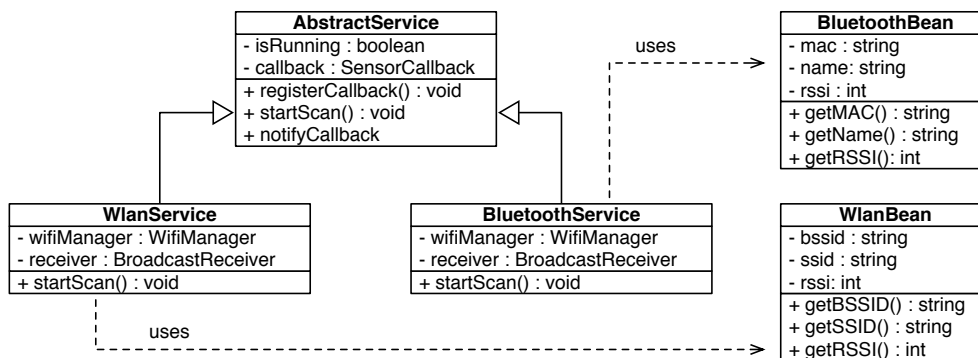 AbstractService
- isRunning : boolean
- callback : SensorCallback
+ registerCallback() : void
+ startScan() : void
+ notifyCallback
uses
BluetoothBean
- mac : string
- name: string
- rssi : int
+ getMAC() : string
+ getName() : string
+ getRSSI(): int
WlanService
- wifiManager : WifiManager
- receiver : BroadcastReceiver
+ startScan() : void
BluetoothService
- wifiManager : WifiManager
- receiver : BroadcastReceiver
+ startScan() : void
WlanBean
- bssid : string
- ssid : string
- rssi: int
+ getBSSID() : string
+ getSSID() : string
+ getRSSI() : int
uses